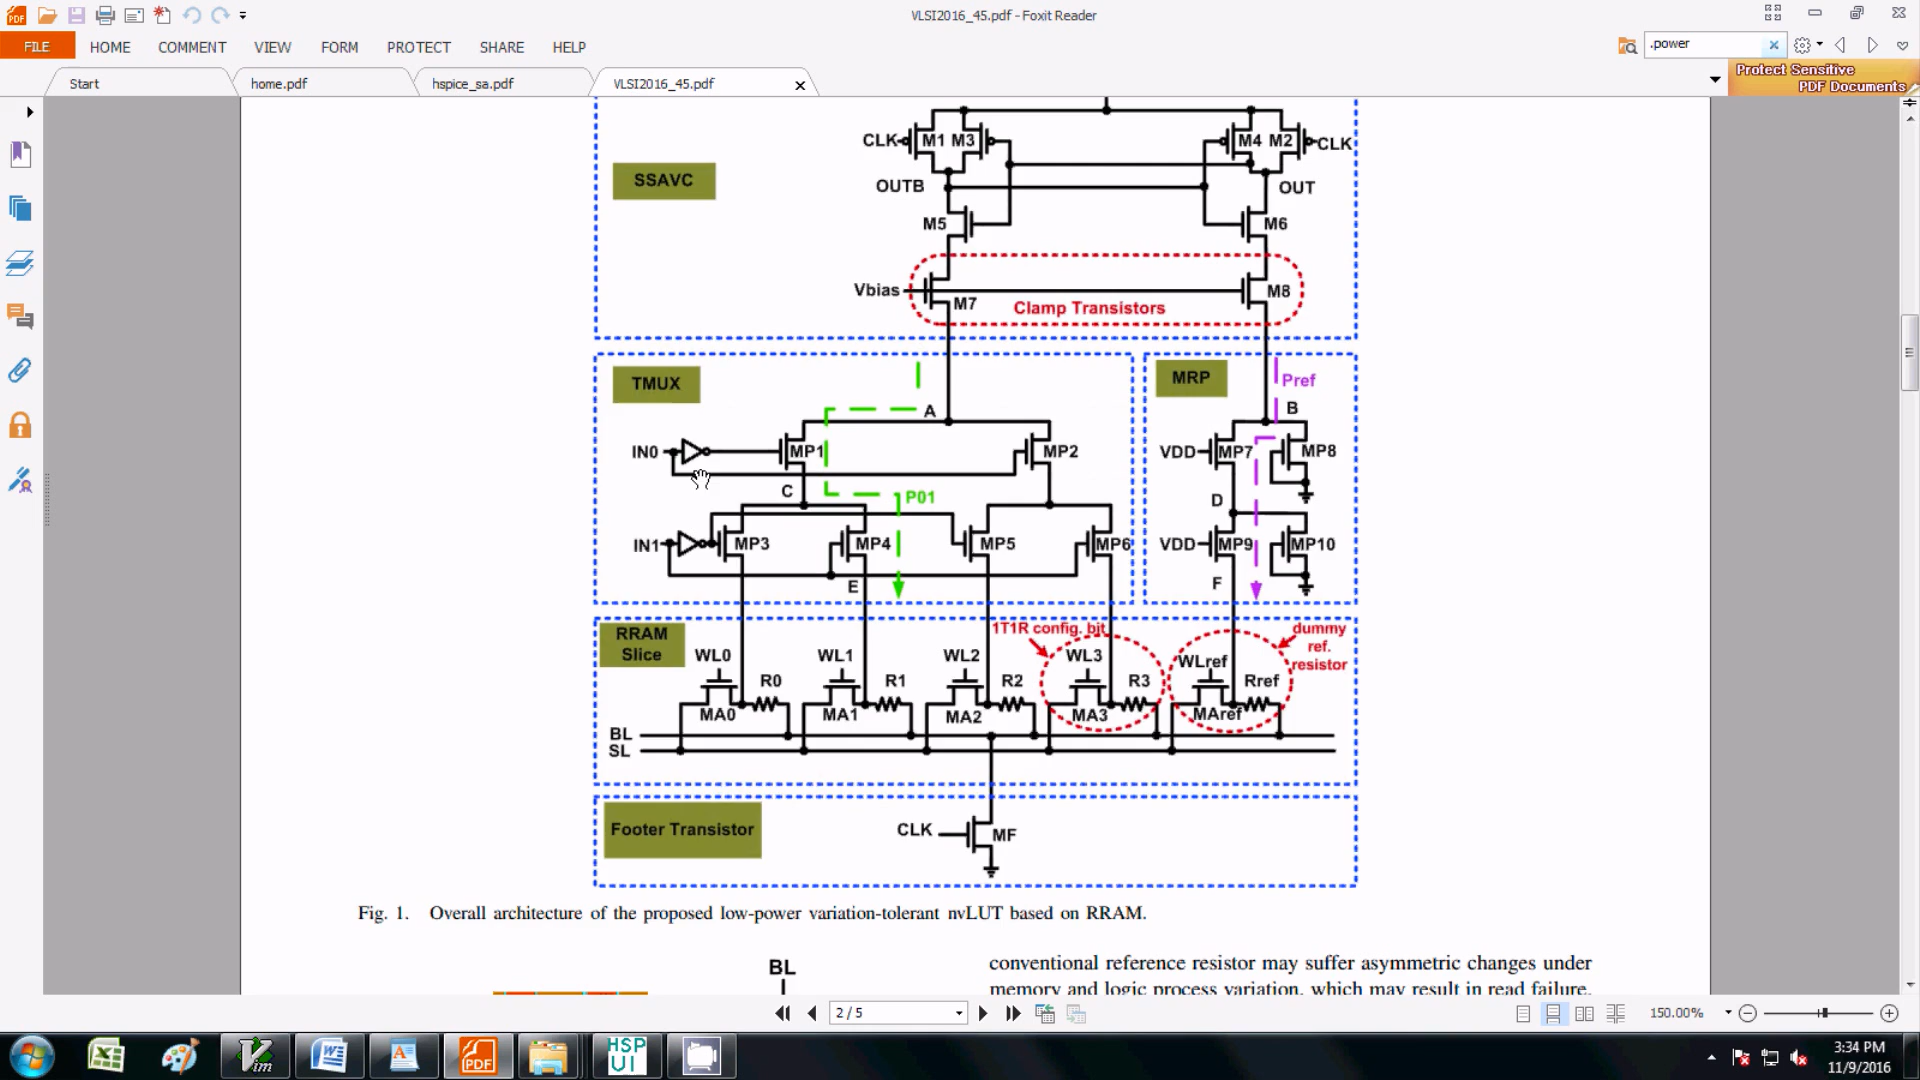 VLSI2016_45.pdf - Foxit Reader
FILE
HOME
COMMENT
VIEW
FORM
PROTECT
SHARE
HELP
.power
Start
home.pdf
hspice_sa.pdf
VLSI2016_45.pdf
Protect Sensitive
PDF Documents
CLK
M1
M3
M4
M2
CLK
SSAVC
OUTB
OUT
M5
M6
Vbias
M7
Clamp Transistors
M8
TMUX
A
MRP
Pref
B
IN0
MP1
MP2
VDD
MP7
MP8
C
P01
D
IN1
MP3
MP4
MP5
MP6
VDD
MP9
MP10
E
F
RRAM
Slice
1T1R config. bit
dummy
ref.
resistor
WL0
WL1
WL2
WL3
WLref
R0
R1
R2
R3
Rref
MA0
MA1
MA2
MA3
MAref
BL
SL
Footer Transistor
CLK
MF
Fig. 1. Overall architecture of the proposed low-power variation-tolerant nvLUT based on RRAM.
BL
conventional reference resistor may suffer asymmetric changes under
memory and logic process variation, which may result in read failure.
2 / 5
150.00%
HSP
UI
3:34 PM
11/9/2016